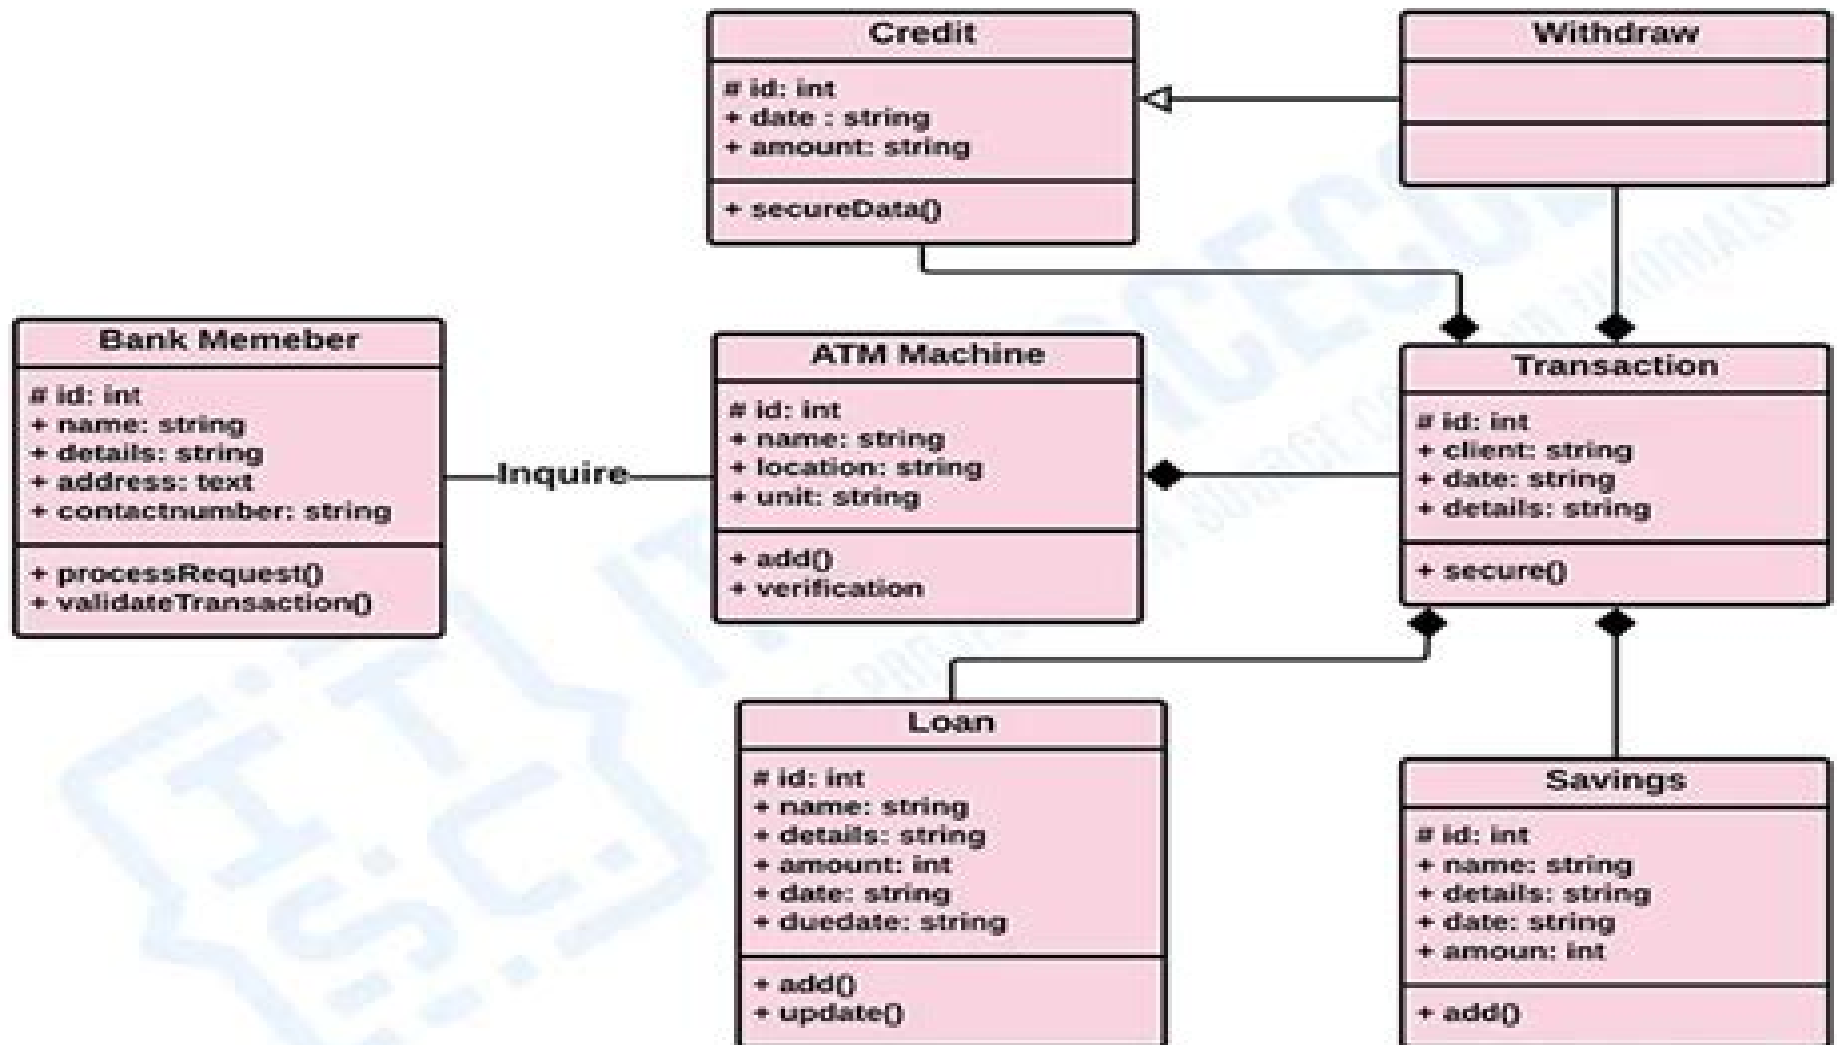 Credit
# id: int
+ date : string
+ amount: string
+ secureData()
Withdraw
Bank Memeber
# id: int
+ name: string
+ details: string
+ address: text
+ contactnumber: string
+ processRequest()
+ validateTransaction()
Inquire
ATM Machine
# id: int
+ name: string
+ location: string
+ unit: string
+ add()
+ verification
Transaction
# id: int
+ client: string
+ date: string
+ details: string
+ secure()
Loan
# id: int
+ name: string
+ details: string
+ amount: int
+ date: string
+ duedate: string
+ add()
+ update()
Savings
# id: int
+ name: string
+ details: string
+ date: string
+ amoun: int
+ add()